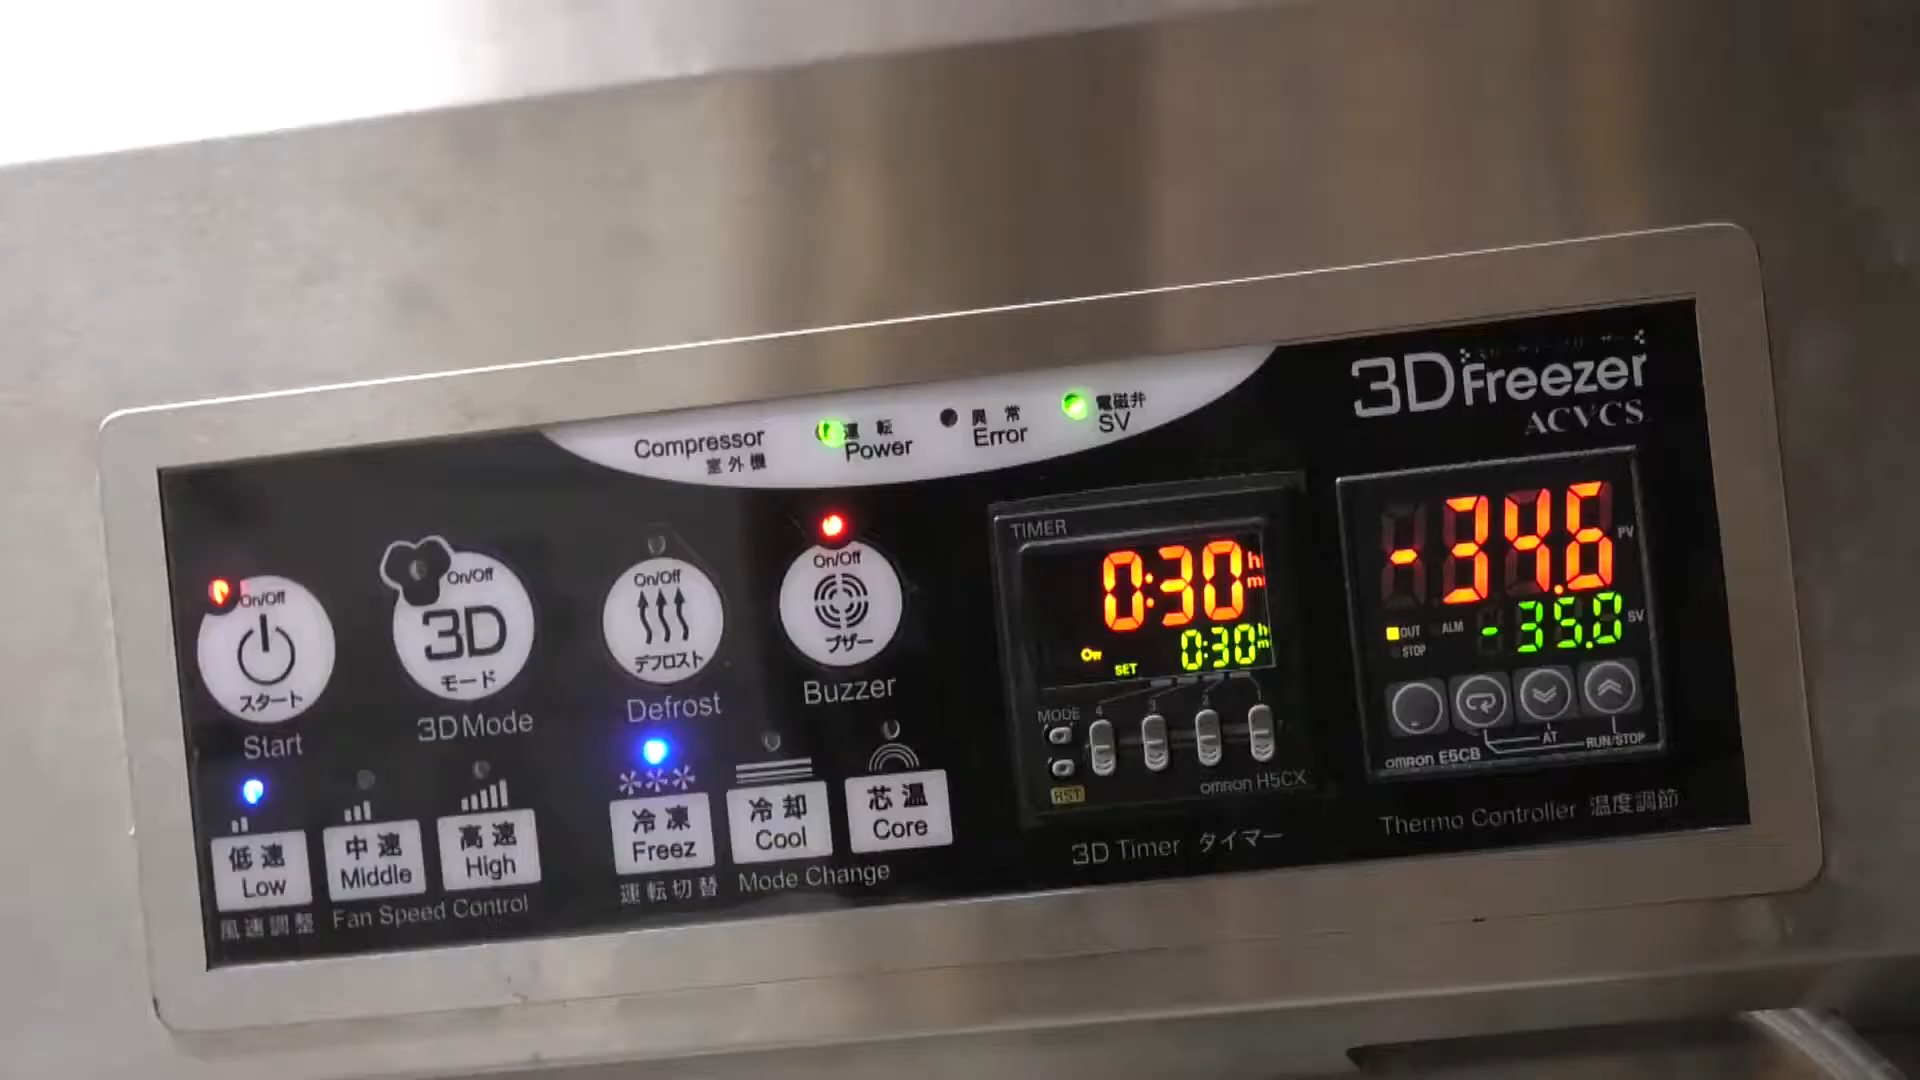 3D Freezer
ACVCS
Compressor
室外機
運転
Power
異常
Error
電磁弁
SV
On/Off
スタート
Start
On/Off
3D
モード
3D Mode
On/Off
デフロスト
Defrost
On/Off
ブザー
Buzzer
TIMER
0:30
h
On
SET
0:30
h
MODE
4
3
2
RST
omron H5CX
3D Timer タイマー
-34.6
PV
OUT
ALM
STOP
-35.0
SV
AT
RUN/STOP
omron E5CB
Thermo Controller 温度調節
低速
Low
中速
Middle
高速
High
風速調整 Fan Speed Control
冷凍
Freez
冷却
Cool
芯温
Core
運転切替 Mode Change